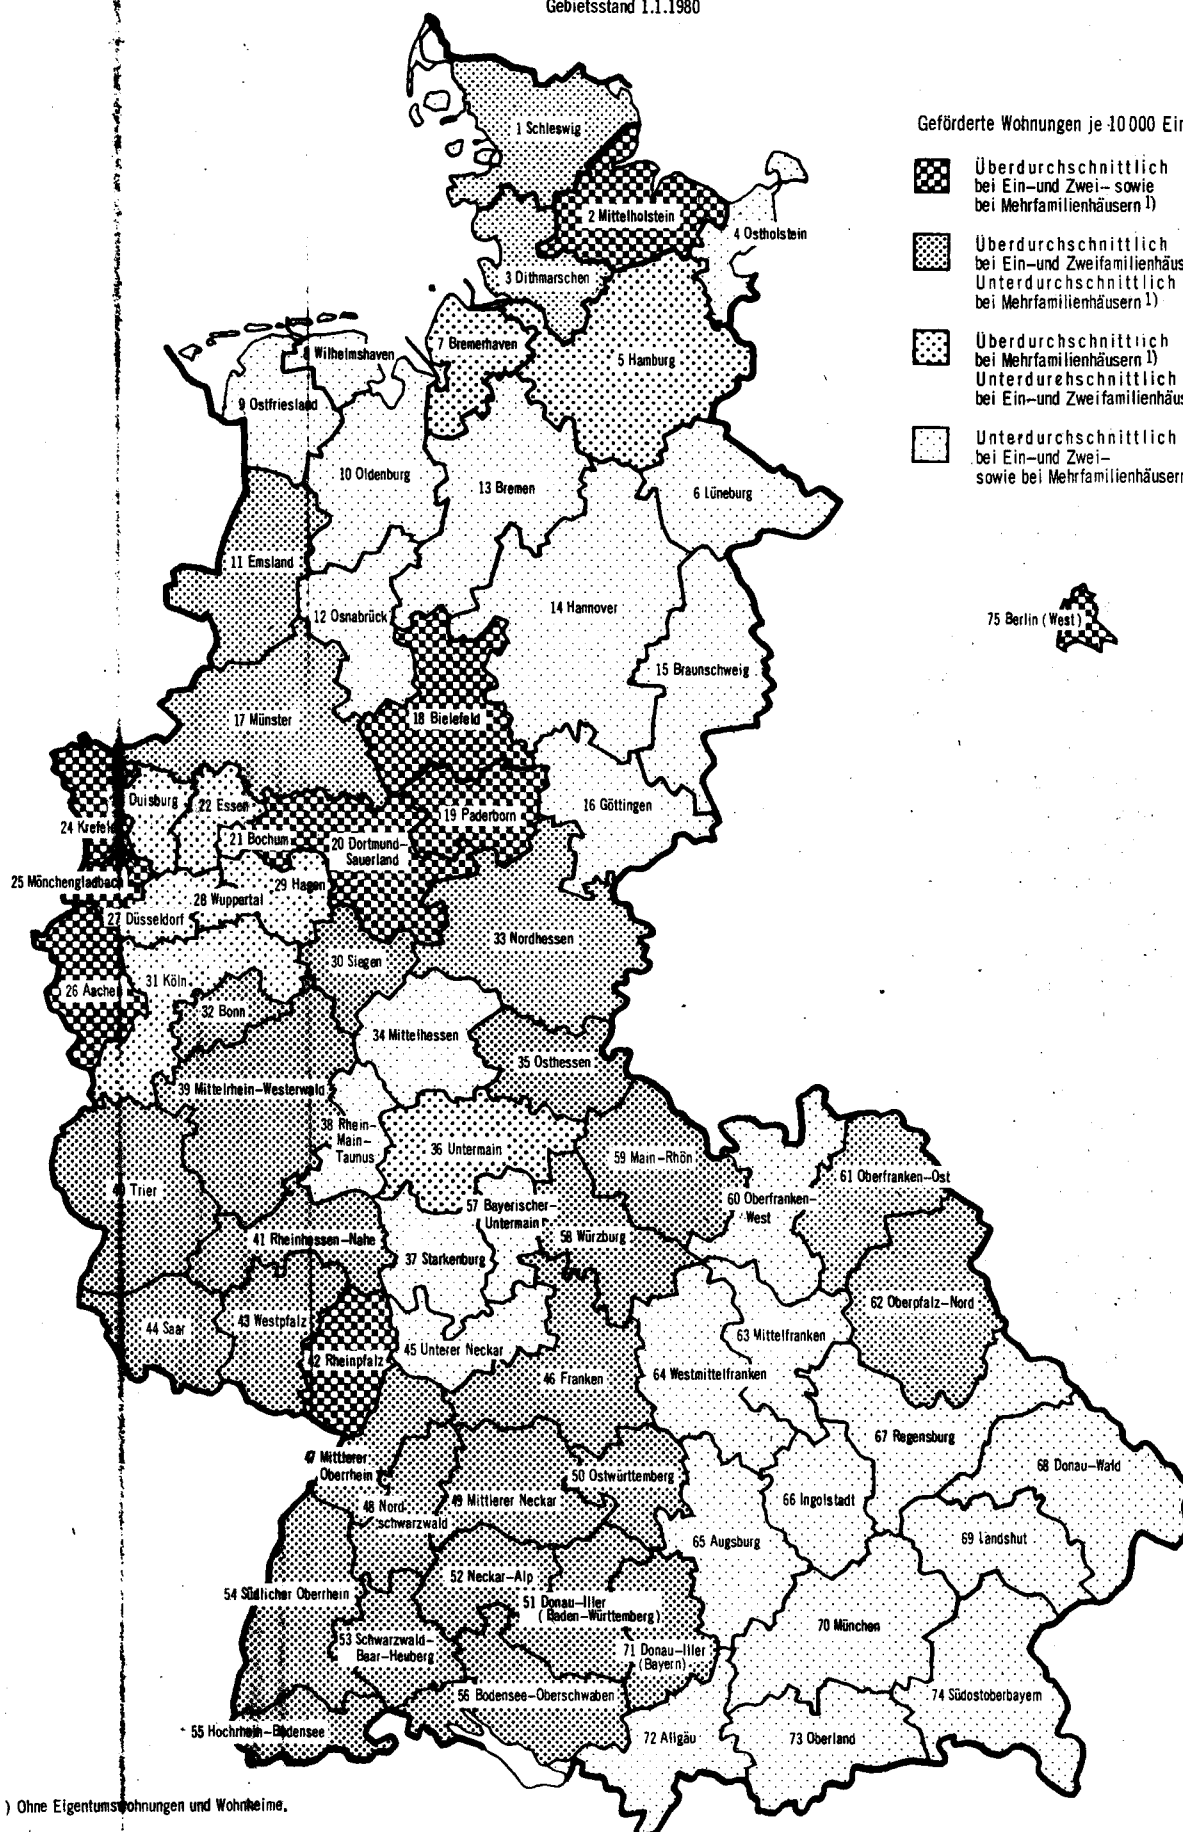 Gebietsstand 1.1.1980
Geförderte Wohnungen je 10 000 Ein
Überdurchschnittlich
bei Ein-und Zwei- sowie
bei Mehrfamilienhäusern 1)
Überdurchschnittlich
bei Ein-und Zweifamilienhäus
Unterdurchschnittlich
bei Mehrfamilienhäusern 1)
Überdurchschnittlich
bei Mehrfamilienhäusern 1)
Unterdurchschnittlich
bei Ein-und Zweifamilienhäus
Unterdurchschnittlich
bei Ein-und Zwei-
sowie bei Mehrfamilienhäusern
1 Schleswig
2 Mittelholstein
4 Ostholstein
3 Dithmarschen
7 Bremerhaven
5 Hamburg
8 Wilhelmshaven
9 Ostfriesland
10 Oldenburg
13 Bremen
6 Lüneburg
11 Emsland
12 Osnabrück
14 Hannover
75 Berlin (West)
15 Braunschweig
17 Münster
18 Bielefeld
Duisburg
22 Essen
16 Göttingen
19 Paderborn
24 Krefeld
21 Bochum
20 Dortmund-
Sauerland
25 Mönchengladbach
29 Hagen
28 Wuppertal
27 Düsseldorf
33 Nordhessen
30 Siegen
31 Köln
26 Aachen
32 Bonn
34 Mittelhessen
35 Osthessen
39 Mittelrhein-Westerwald
38 Rhein-
Main-
Taunus
36 Untermain
59 Main-Rhön
61 Oberfranken-Ost
40 Trier
60 Oberfranken-
West
57 Bayerischer-
Untermain
58 Würzburg
41 Rheinhessen-Nahe
37 Starkenburg
62 Oberpfalz-Nord
43 Westpfalz
44 Saar
63 Mittelfranken
45 Unterer Neckar
42 Rheinpfalz
64 Westmittelfranken
46 Franken
67 Regensburg
47 Mittlerer
Oberrhein
50 Ostwürttemberg
68 Donau-Wald
49 Mittlerer Neckar
66 Ingolstadt
48 Nord-
schwarzwald
65 Augsburg
69 Landshut
52 Neckar-Alp
54 Südlicher Oberrhein
51 Donau-Iller
(Baden-Württemberg)
70 München
53 Schwarzwald-
Baar-Heuberg
71 Donau-Iller
(Bayern)
56 Bodensee-Oberschwaben
74 Südostoberbayern
55 Hochrhein-Bodensee
72 Allgäu
73 Oberland
) Ohne Eigentumswohnungen und Wohnheime.